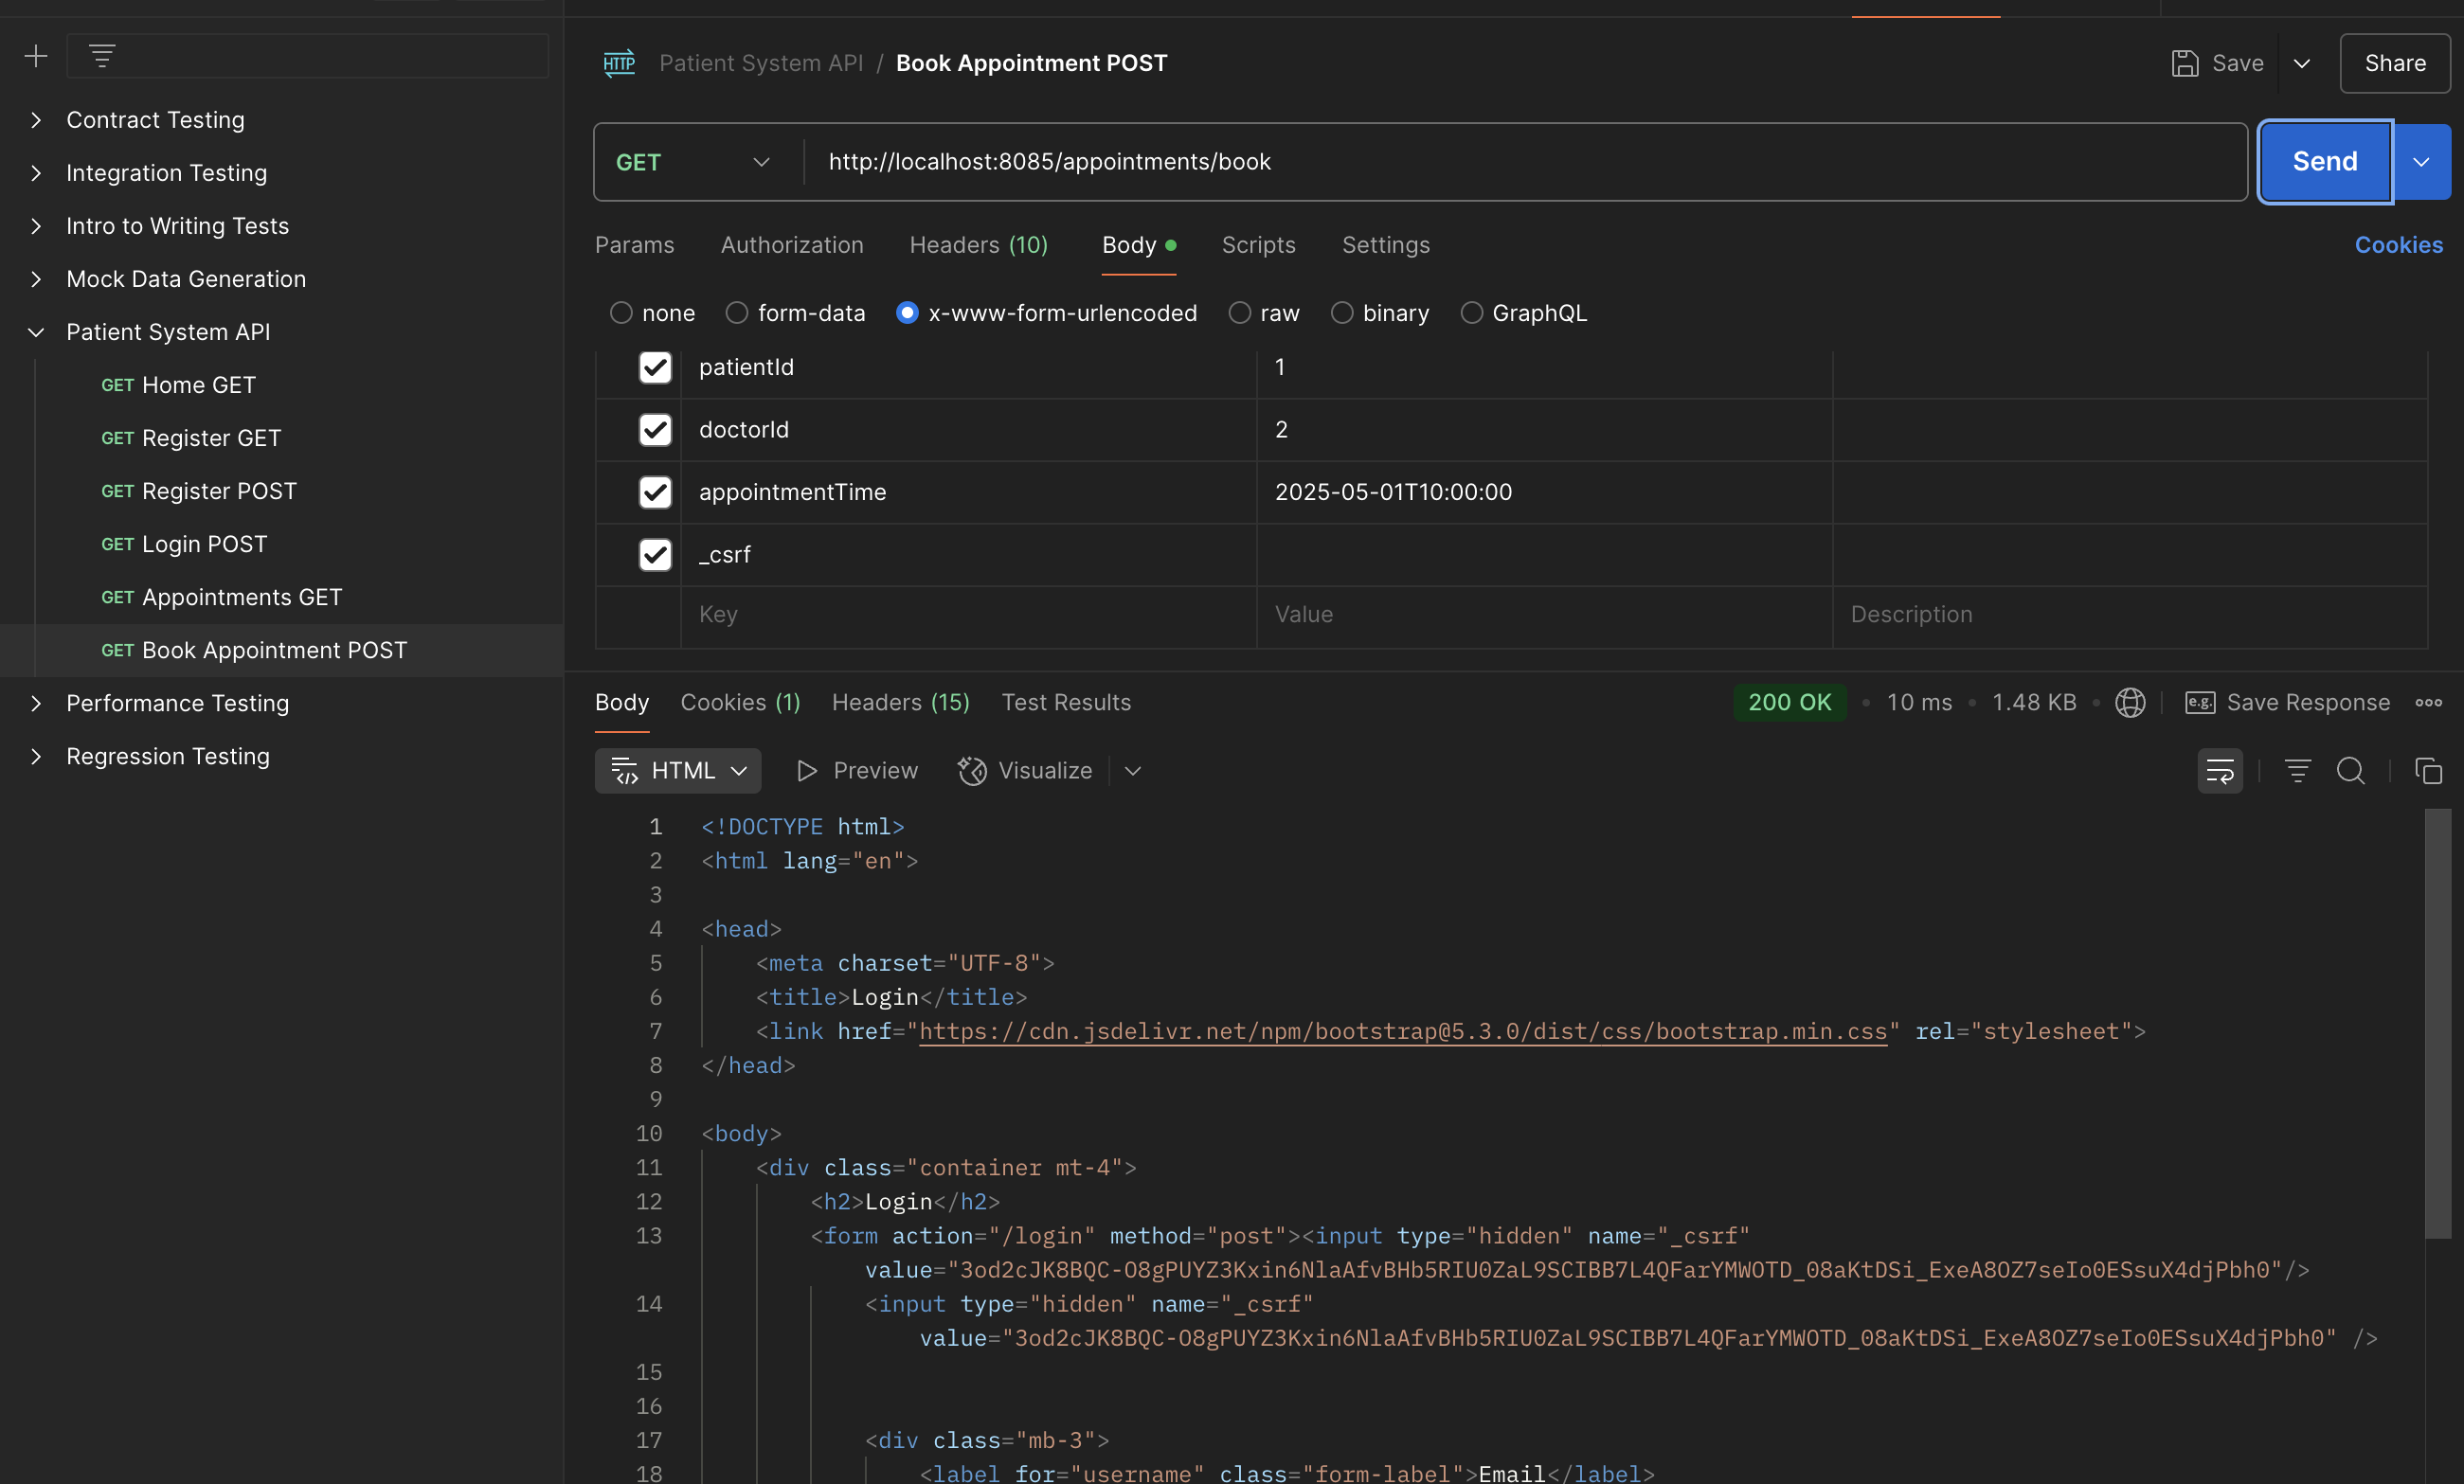 Contract Testing
Integration Testing
Intro to Writing Tests
Mock Data Generation
Patient System API
GET Home GET
GET Register GET
GET Register POST
GET Login POST
GET Appointments GET
GET Book Appointment POST
Performance Testing
Regression Testing
HTTP Patient System API / Book Appointment POST
Save
Share
GET http://localhost:8085/appointments/book
Send
Params Authorization Headers (10) Body Scripts Settings Cookies
none form-data x-www-form-urlencoded raw binary GraphQL
patientId 1
doctorId 2
appointmentTime 2025-05-01T10:00:00
_csrf
Key Value Description
Body Cookies (1) Headers (15) Test Results 200 OK • 10 ms • 1.48 KB • e.g. Save Response
HTML Preview Visualize
1 <!DOCTYPE html>
2 <html lang="en">
3
4 <head>
5 <meta charset="UTF-8">
6 <title>Login</title>
7 <link href="https://cdn.jsdelivr.net/npm/bootstrap@5.3.0/dist/css/bootstrap.min.css" rel="stylesheet">
8 </head>
9
10 <body>
11 <div class="container mt-4">
12 <h2>Login</h2>
13 <form action="/login" method="post"><input type="hidden" name="_csrf"
value="3od2cJK8BQC-O8gPUYZ3Kxin6NlaAfvBHb5RIU0ZaL9SCIBB7L4QFarYMWOTD_08aKtDSi_ExeA8OZ7seIo0ESsuX4djPbh0"/>
14 <input type="hidden" name="_csrf"
value="3od2cJK8BQC-O8gPUYZ3Kxin6NlaAfvBHb5RIU0ZaL9SCIBB7L4QFarYMWOTD_08aKtDSi_ExeA8OZ7seIo0ESsuX4djPbh0" />
15
16
17 <div class="mb-3">
18 <label for="username" class="form-label">Email</label>